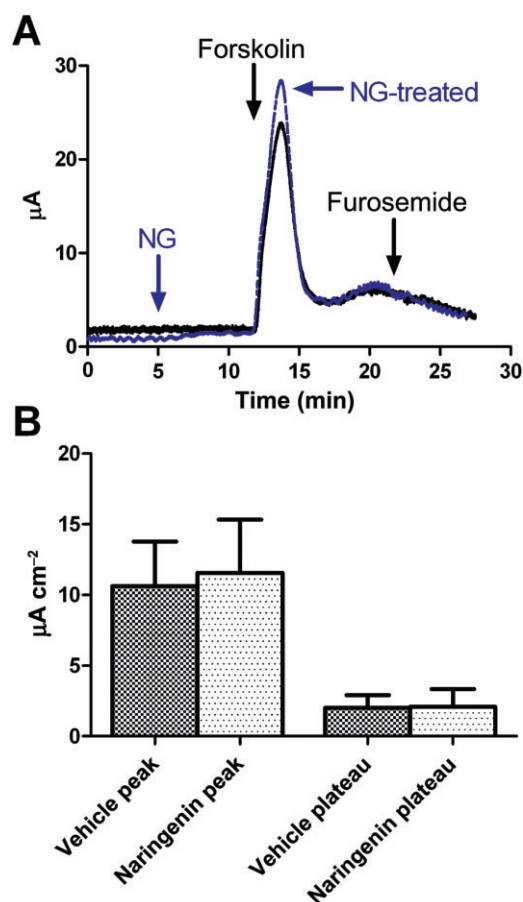 A
Forskolin
30
NG-treated
20
µA
Furosemide
NG
10
0
0 5 10 15 20 25 30
Time (min)
B
20
15
µA cm⁻²
10
5
0
Vehicle peak
Naringenin peak
Vehicle plateau
Naringenin plateau